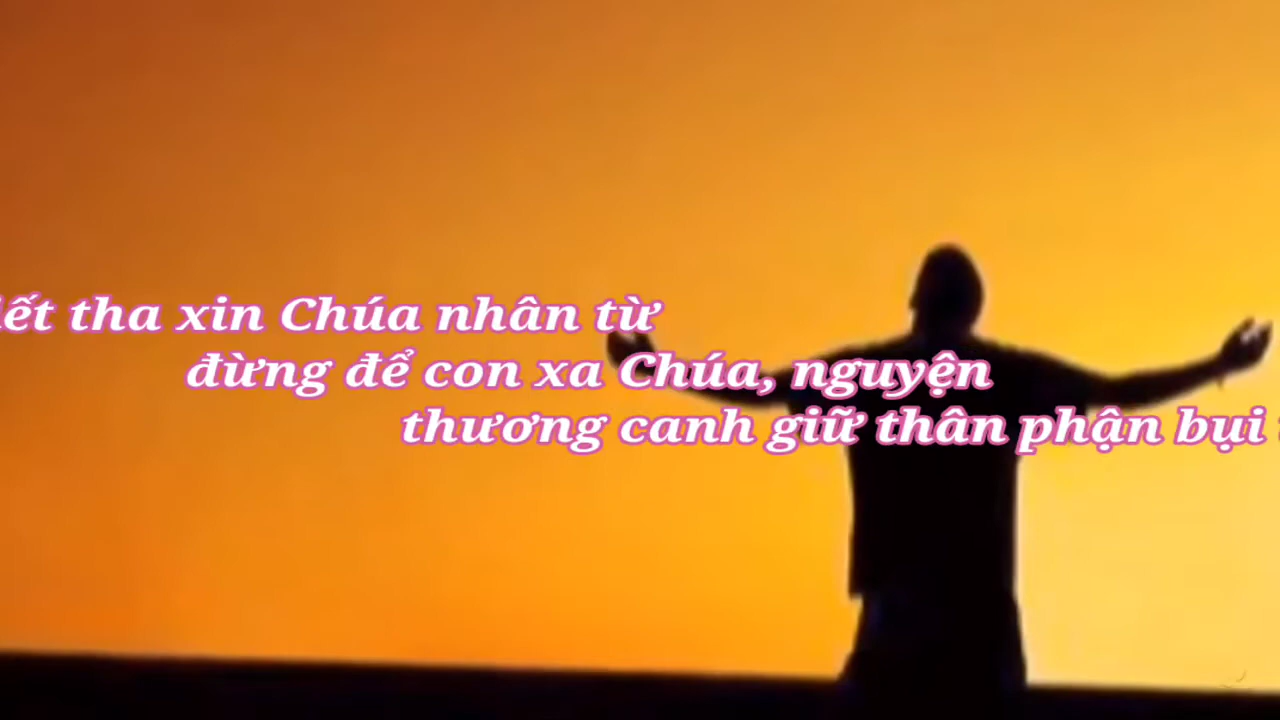 tha xin Chúa nhân từ
đừng để con xa Chúa, nguyện
thương canh giữ thân phận bụi